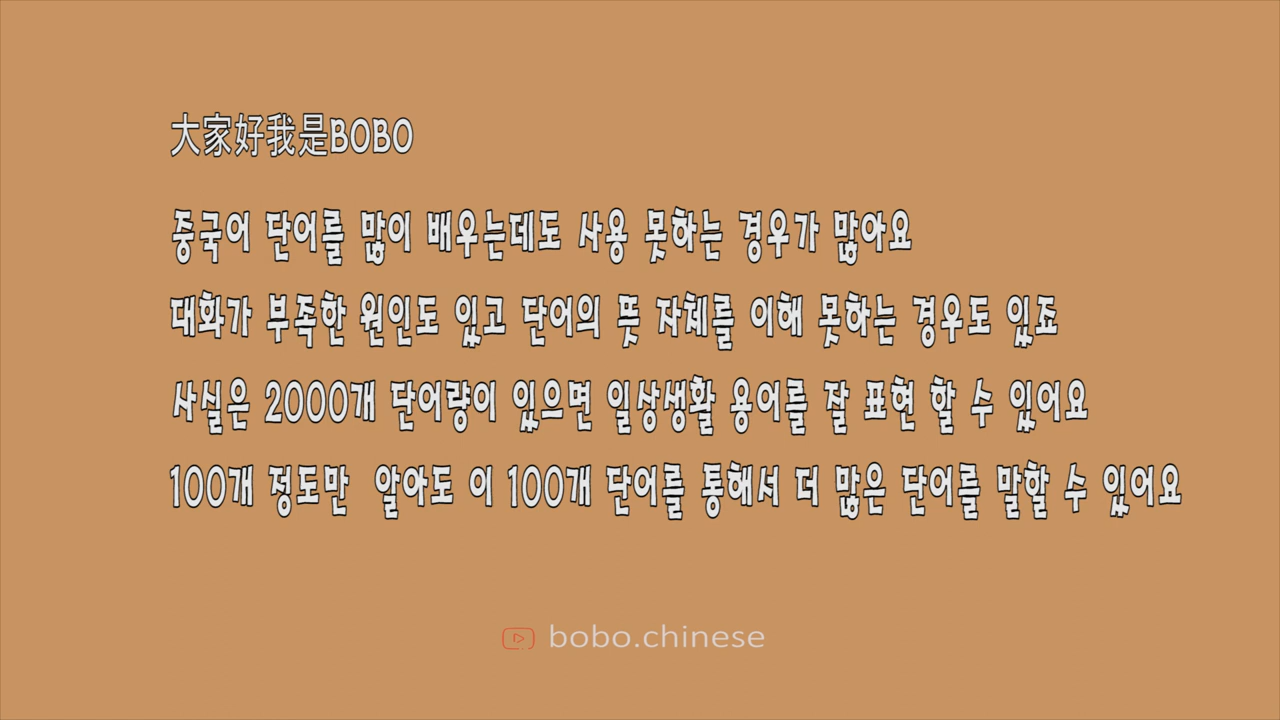 大家好我是BOBO
중국어 단어를 많이 배우는데도 사용 못하는 경우가 많아요
대화가 부족한 원인도 있고 단어의 뜻 자체를 이해 못하는 경우도 있죠
사실은 2000개 단어량이 있으면 일상생활 용어를 잘 표현 할 수 있어요
100개 정도만 알아도 이 100개 단어를 통해서 더 많은 단어를 말할 수 있어요
bobo.chinese